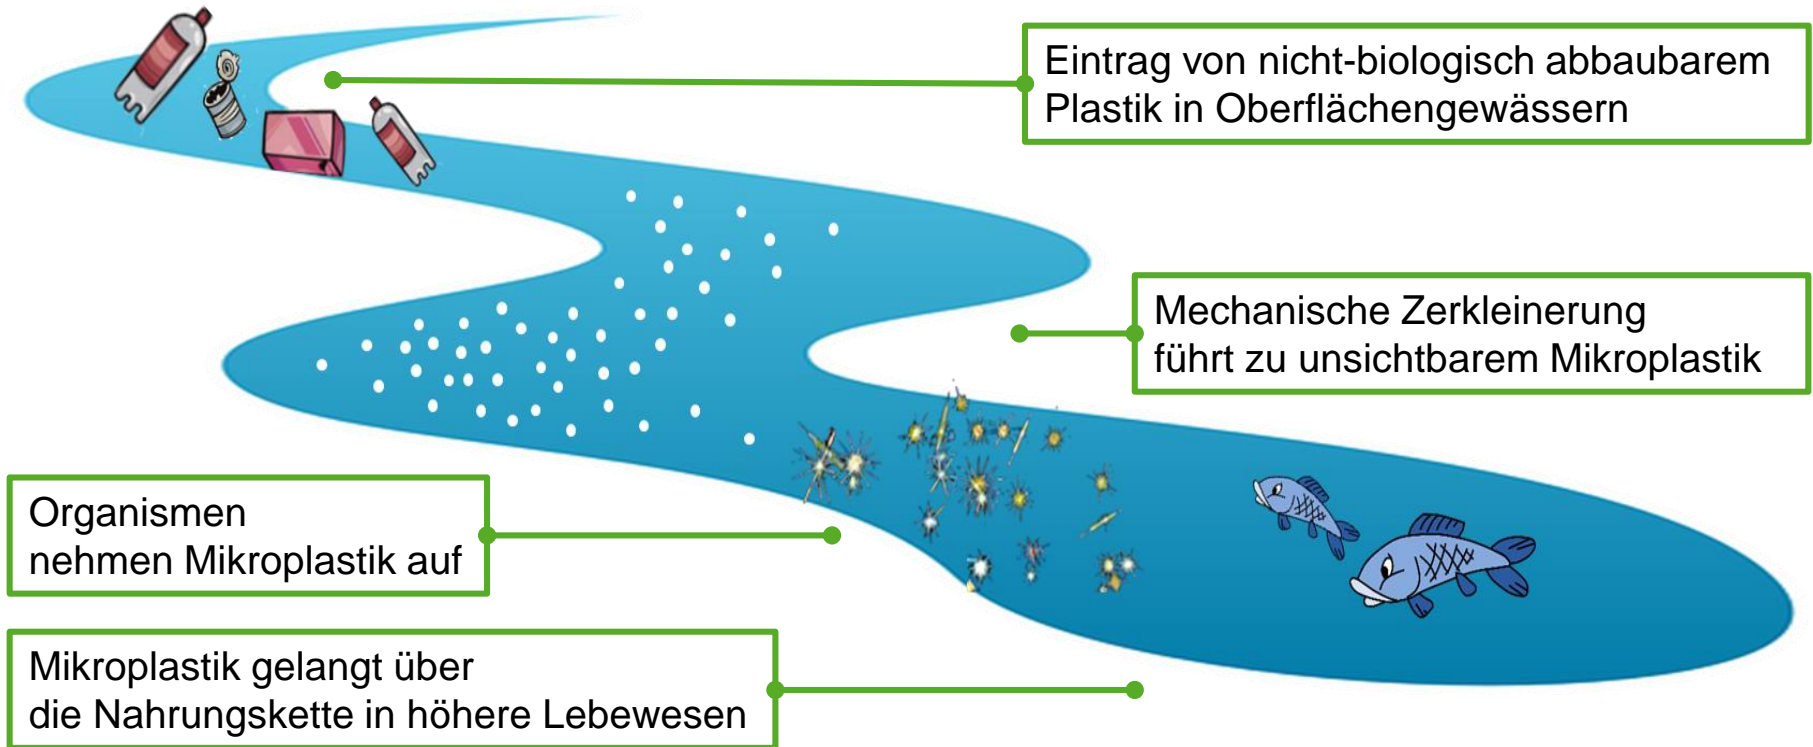 Eintrag von nicht-biologisch abbaubarem
Plastik in Oberflächengewässern
Mechanische Zerkleinerung
führt zu unsichtbarem Mikroplastik
Organismen
nehmen Mikroplastik auf
Mikroplastik gelangt über
die Nahrungskette in höhere Lebewesen